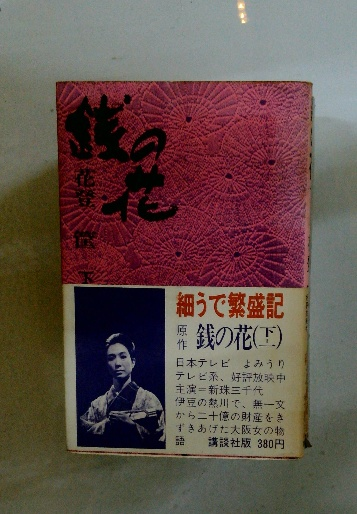 銭の花
花登筐
下
細うで繁盛記
原作 銭の花(下)
日本テレビ よみうり
テレビ系、好評放映中
主演=新珠三千代
伊豆の熱川で、無一文
から二十億の財産をき
ずきあげた大阪女の物
語 講談社版 380円